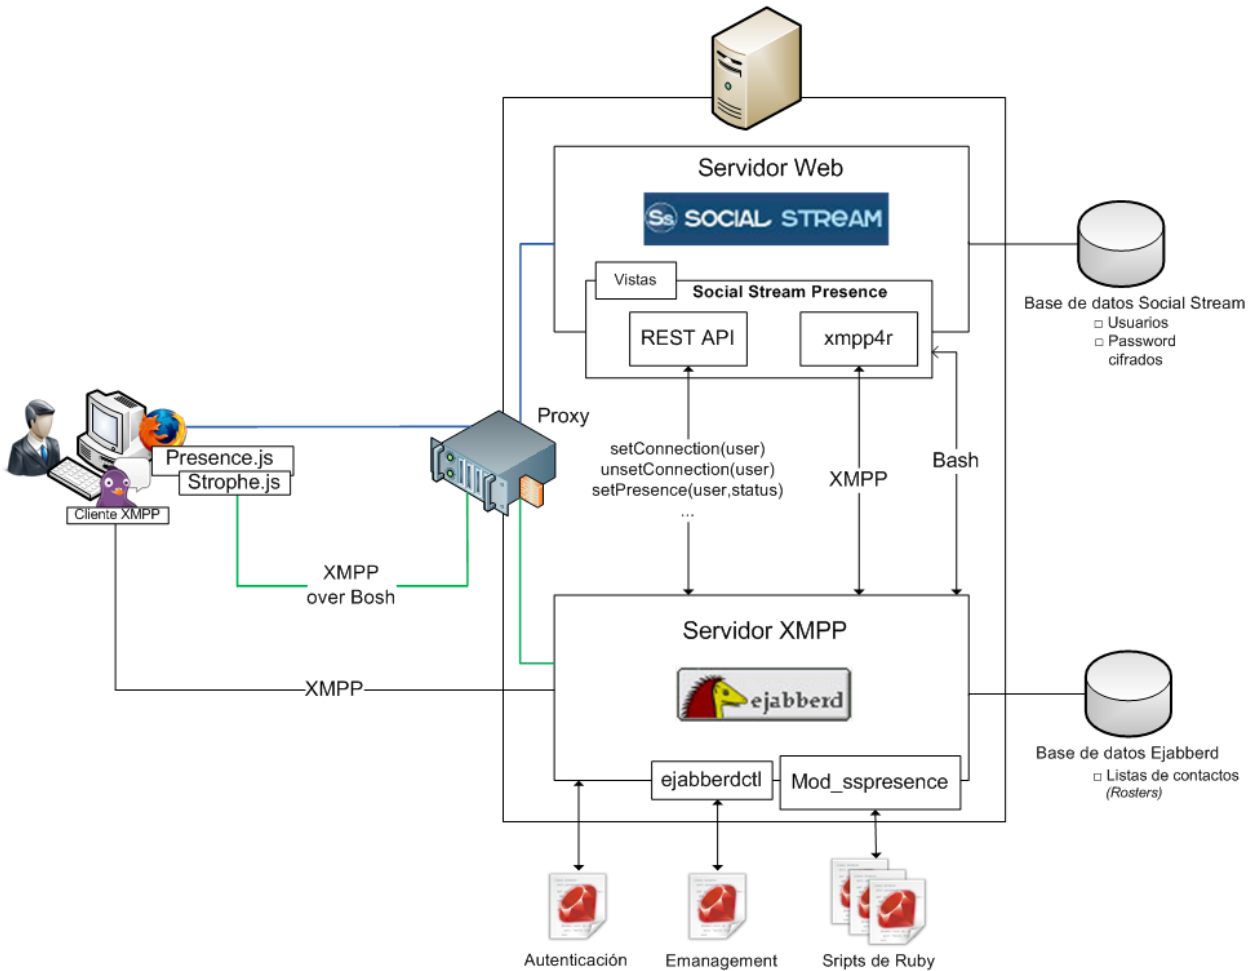 Servidor Web
Ss SOCIAL STREAM
Vistas
Social Stream Presence
REST API
xmpp4r
Base de datos Social Stream
□ Usuarios
□ Password
cifrados
Proxy
Presence.js
Strophe.js
Cliente XMPP
setConnection(user)
unsetConnection(user)
setPresence(user,status)
...
XMPP
Bash
XMPP
over Bosh
Servidor XMPP
XMPP
ejabberd
Base de datos Ejabberd
□ Listas de contactos
(Rosters)
ejabberdctl
Mod_sspresence
Autenticación
Emanagement
Sripts de Ruby